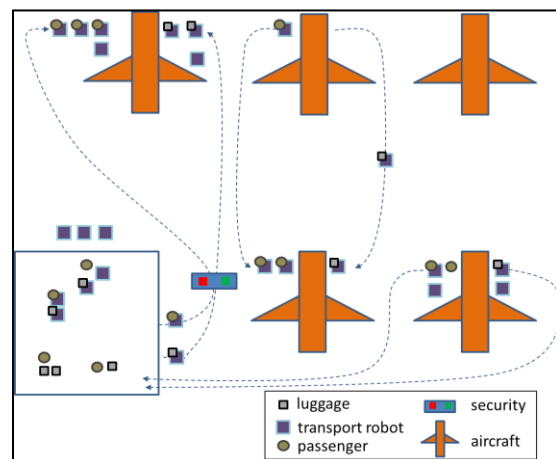 luggage
security
transport robot
passenger
aircraft